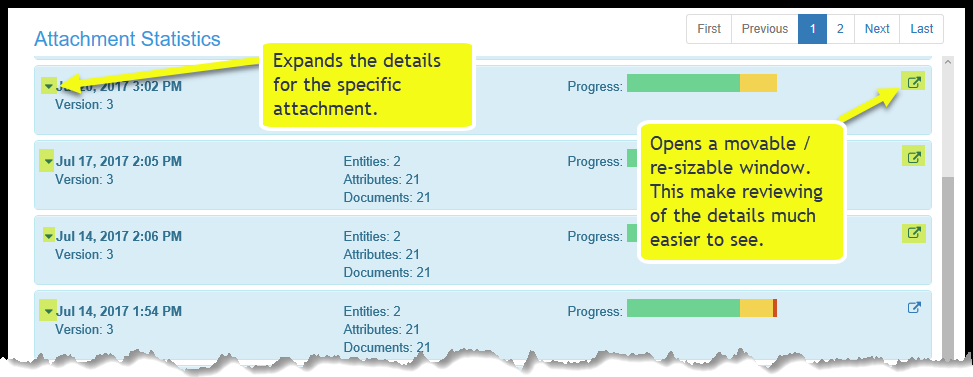 Attachment Statistics
First Previous 1 2 Next Last
Expands the details
for the specific
attachment.
3:02 PM
Progress:
Version: 3
Opens a movable /
re-sizable window.
This make reviewing
of the details much
easier to see.
Jul 17, 2017 2:05 PM Entities: 2 Progress:
Version: 3 Attributes: 21
Documents: 21
Jul 14, 2017 2:06 PM Entities: 2 Progress:
Version: 3 Attributes: 21
Documents: 21
Jul 14, 2017 1:54 PM Entities: 2 Progress:
Version: 3 Attributes: 21
Documents: 21